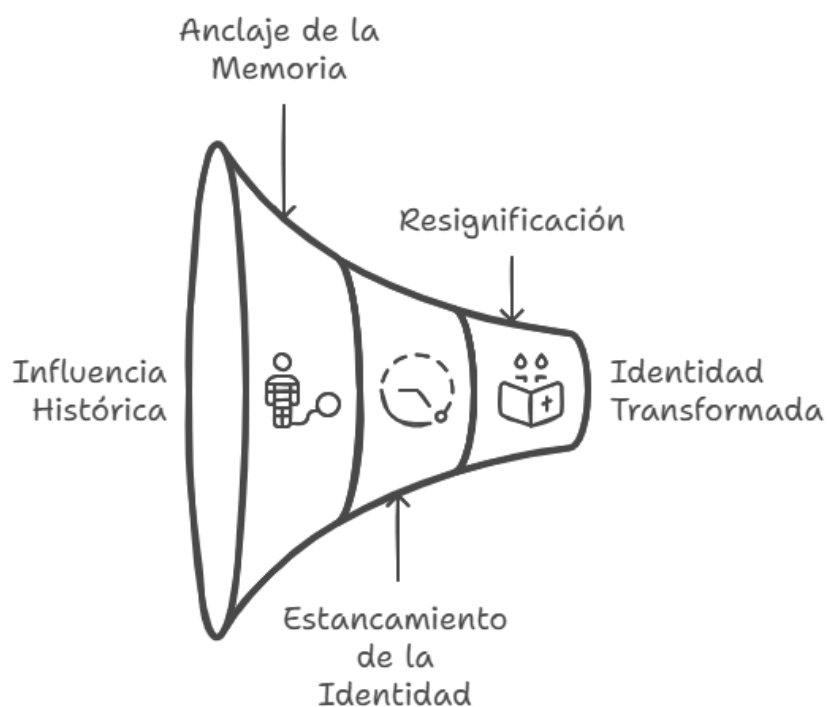 Anclaje de la
Memoria
Resignificación
Influencia
Histórica
Identidad
Transformada
Estancamiento
de la
Identidad